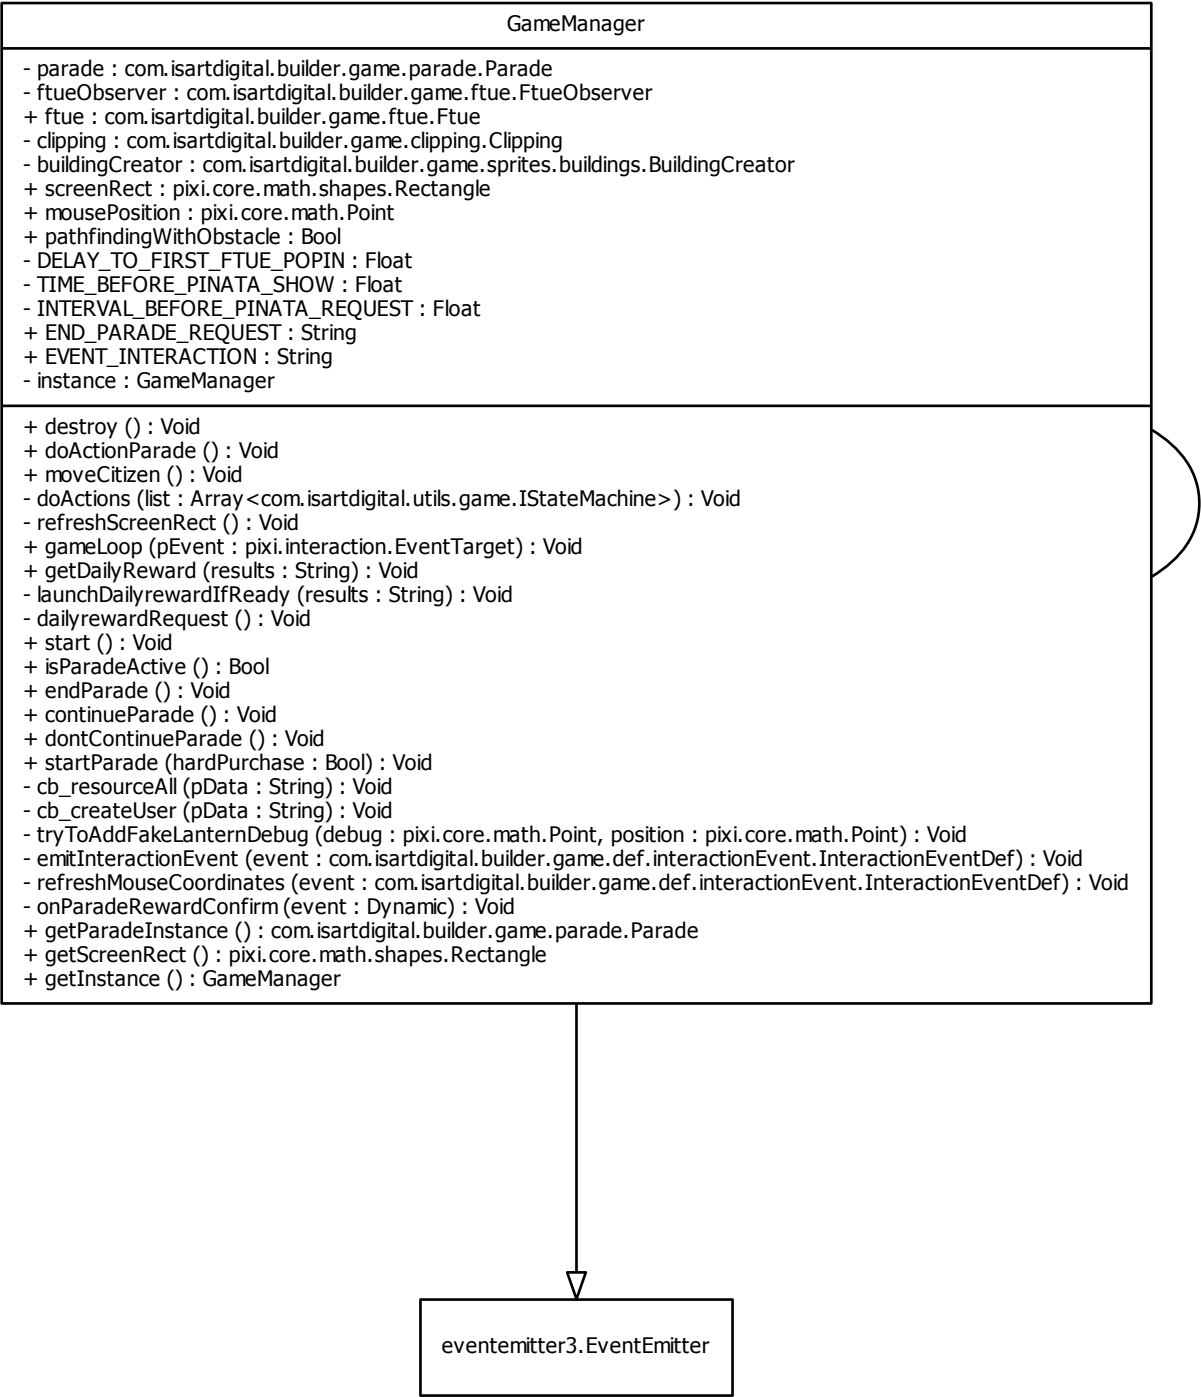 GameManager
- parade : com.isartdigital.builder.game.parade.Parade
- ftueObserver : com.isartdigital.builder.game.ftue.FtueObserver
+ ftue : com.isartdigital.builder.game.ftue.Ftue
- clipping : com.isartdigital.builder.game.clipping.Clipping
- buildingCreator : com.isartdigital.builder.game.sprites.buildings.BuildingCreator
+ screenRect : pixi.core.math.shapes.Rectangle
+ mousePosition : pixi.core.math.Point
+ pathfindingWithObstacle : Bool
- DELAY_TO_FIRST_FTUE_POPIN : Float
- TIME_BEFORE_PINATA_SHOW : Float
- INTERVAL_BEFORE_PINATA_REQUEST : Float
+ END_PARADE_REQUEST : String
+ EVENT_INTERACTION : String
- instance : GameManager
+ destroy () : Void
+ doActionParade () : Void
+ moveCitizen () : Void
- doActions (list : Array<com.isartdigital.utils.game.IStateMachine>) : Void
- refreshScreenRect () : Void
+ gameLoop (pEvent : pixi.interaction.EventTarget) : Void
+ getDailyReward (results : String) : Void
- launchDailyrewardIfReady (results : String) : Void
- dailyrewardRequest () : Void
+ start () : Void
+ isParadeActive () : Bool
+ endParade () : Void
+ continueParade () : Void
+ dontContinueParade () : Void
+ startParade (hardPurchase : Bool) : Void
- cb_resourceAll (pData : String) : Void
- cb_createUser (pData : String) : Void
- tryToAddFakeLanternDebug (debug : pixi.core.math.Point, position : pixi.core.math.Point) : Void
- emitInteractionEvent (event : com.isartdigital.builder.game.def.interactionEvent.InteractionEventDef) : Void
- refreshMouseCoordinates (event : com.isartdigital.builder.game.def.interactionEvent.InteractionEventDef) : Void
- onParadeRewardConfirm (event : Dynamic) : Void
+ getParadeInstance () : com.isartdigital.builder.game.parade.Parade
+ getScreenRect () : pixi.core.math.shapes.Rectangle
+ getInstance () : GameManager
eventemitter3.EventEmitter